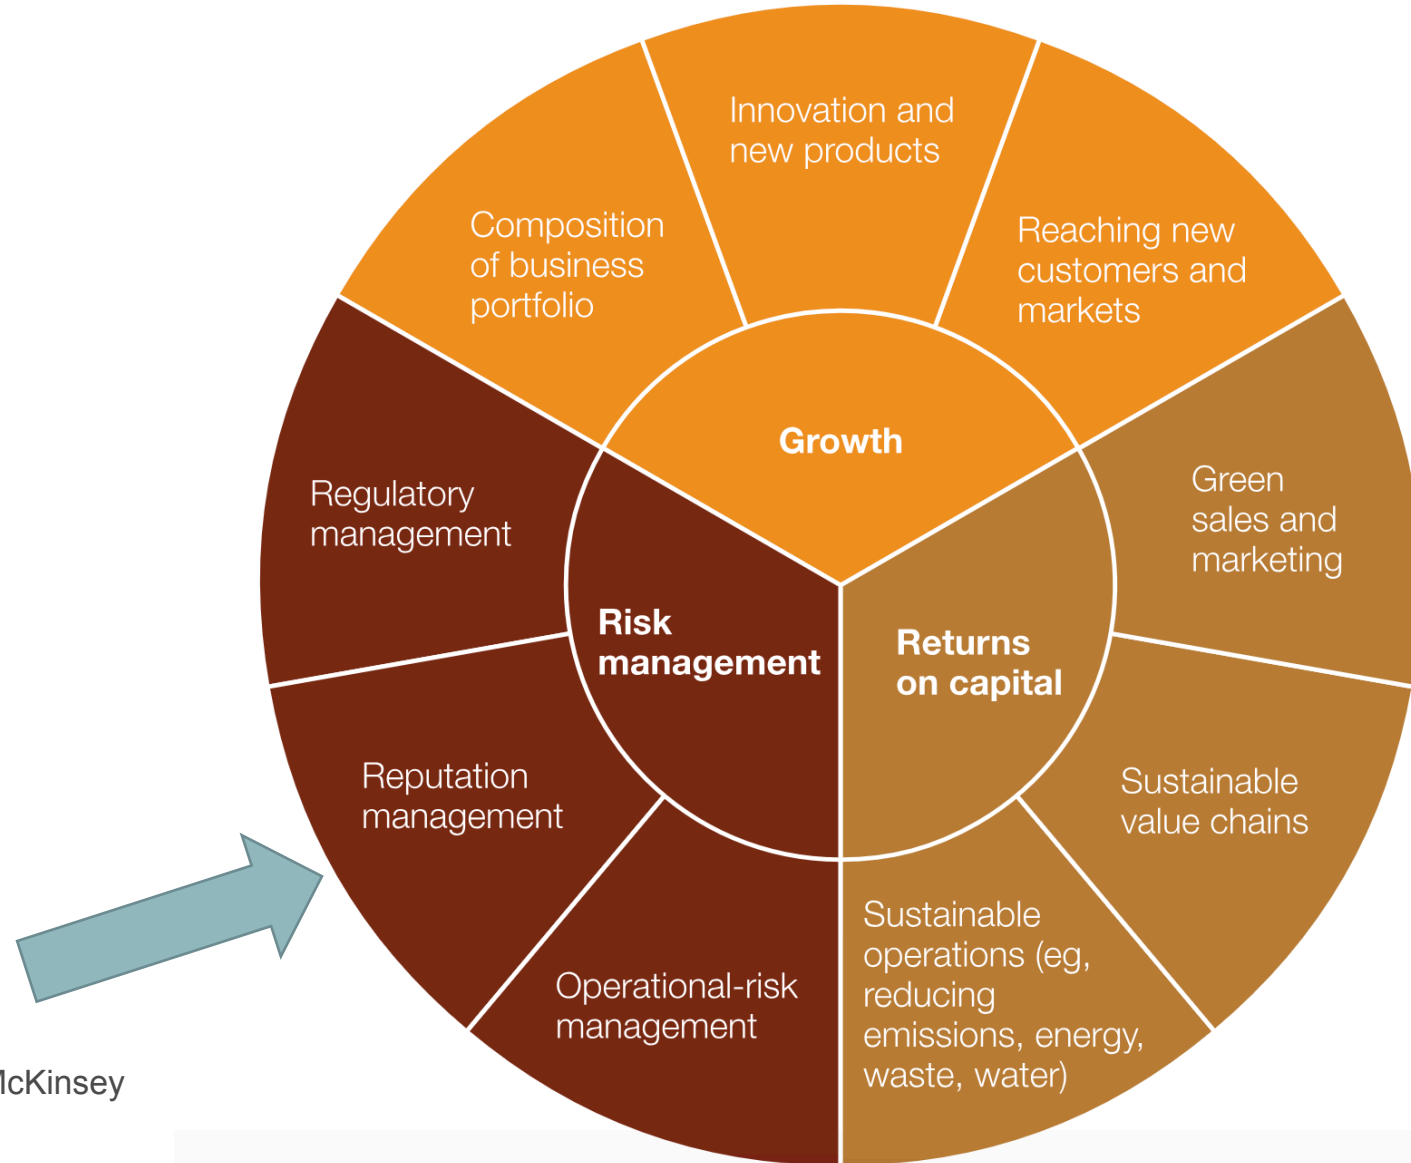 Innovation and
new products
Composition
of business
portfolio
Reaching new
customers and
markets
Growth
Regulatory
management
Green
sales and
marketing
Risk
management
Returns
on capital
Reputation
management
Sustainable
value chains
Operational-risk
management
Sustainable
operations (eg,
reducing
emissions, energy,
waste, water)
McKinsey